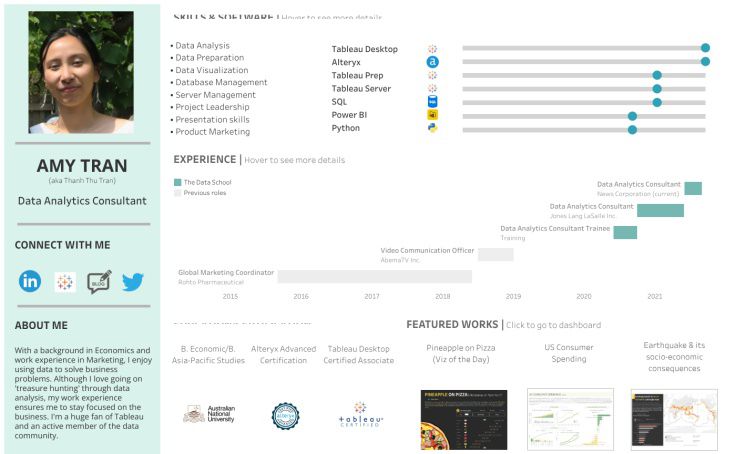 SKILLS & SOFTWARE | Hover to see more details
• Data Analysis
• Data Preparation
• Data Visualization
• Database Management
• Server Management
• Project Leadership
• Presentation skills
• Product Marketing
Tableau Desktop
Alteryx
Tableau Prep
Tableau Server
SQL
Power BI
Python
AMY TRAN
(aka Thanh Thu Tran)
Data Analytics Consultant
CONNECT WITH ME
in
BLOG
ABOUT ME
With a background in Economics and
work experience in Marketing, I enjoy
using data to solve business
problems. Although I love going on
'treasure hunting' through data
analysis, my work experience
ensures me to stay focused on the
business. I'm a huge fan of Tableau
and an active member of the data
community.
EXPERIENCE | Hover to see more details
The Data School
Previous roles
Data Analytics Consultant
News Corporation (current)
Data Analytics Consultant
Jones Lang LaSalle Inc.
Data Analytics Consultant Trainee
Training
Video Communication Officer
AbemaTV Inc.
Global Marketing Coordinator
Rohto Pharmaceutical
2015 2016 2017 2018 2019 2020 2021
B. Economic/B.
Asia-Pacific Studies
Alteryx Advanced
Certification
Tableau Desktop
Certified Associate
Australian
National
University
alteryx
+ableau
CERTIFIED
FEATURED WORKS | Click to go to dashboard
Pineapple on Pizza
(Viz of the Day)
US Consumer
Spending
Earthquake & its
socio-economic
consequences
PINEAPPLE ON PIZZA